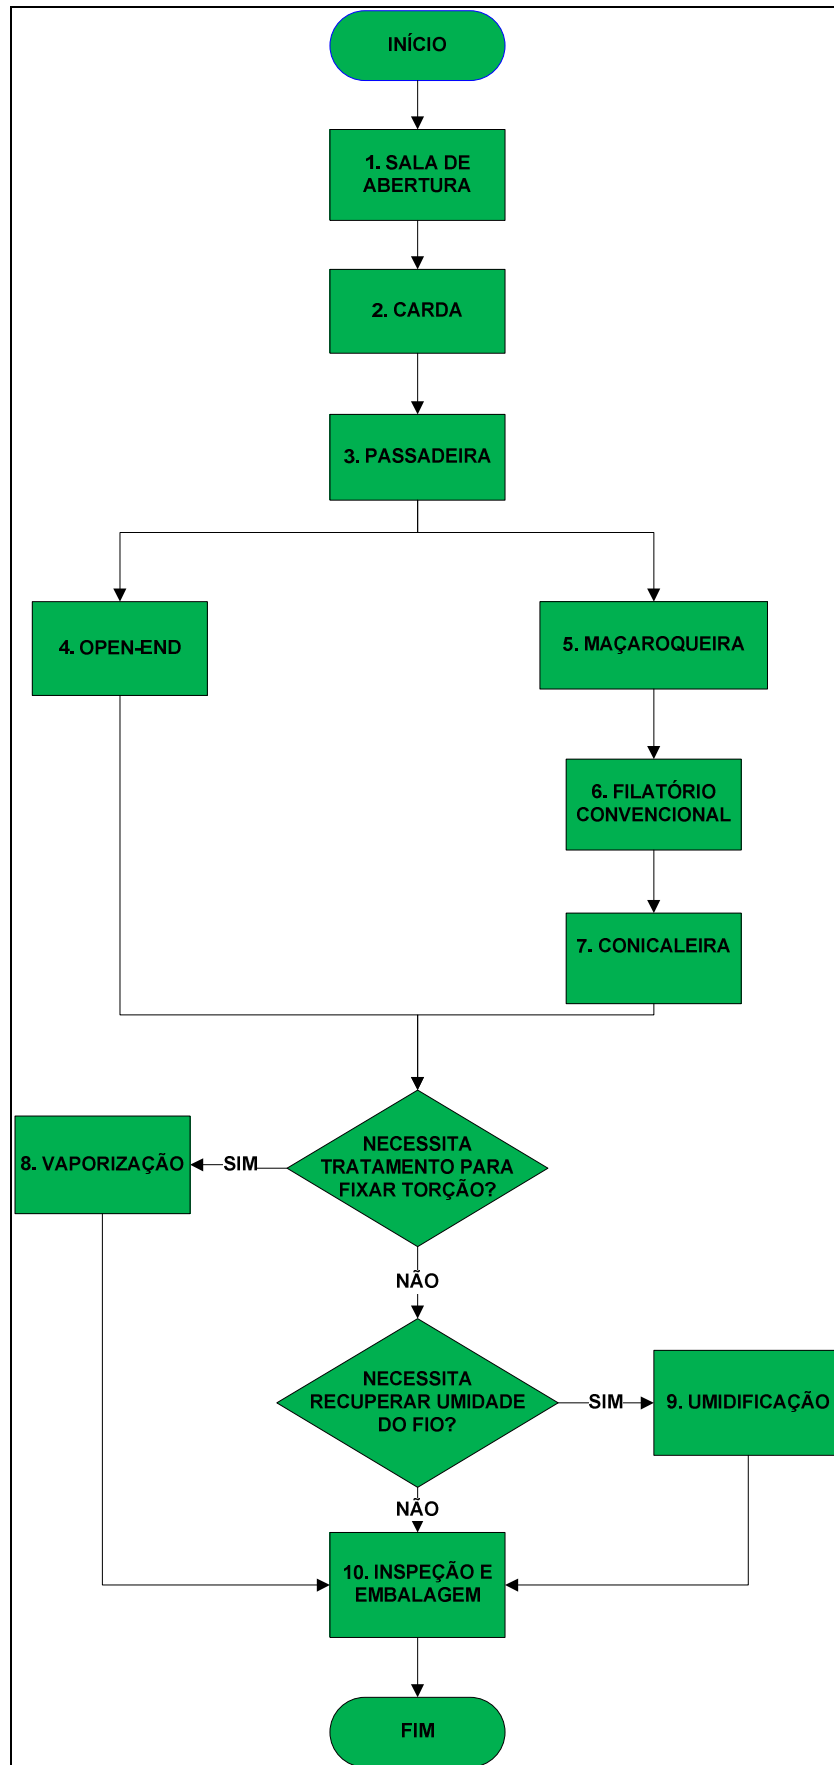 INÍCIO
1. SALA DE
ABERTURA
2. CARDA
3. PASSADEIRA
4. OPEN-END
5. MAÇAROQUEIRA
6. FILATÓRIO
CONVENCIONAL
7. CONICALEIRA
NECESSITA
TRATAMENTO PARA
FIXAR TORÇÃO?
SIM
8. VAPORIZAÇÃO
NÃO
NECESSITA
RECUPERAR UMIDADE
DO FIO?
SIM
9. UMIDIFICAÇÃO
NÃO
10. INSPEÇÃO E
EMBALAGEM
FIM